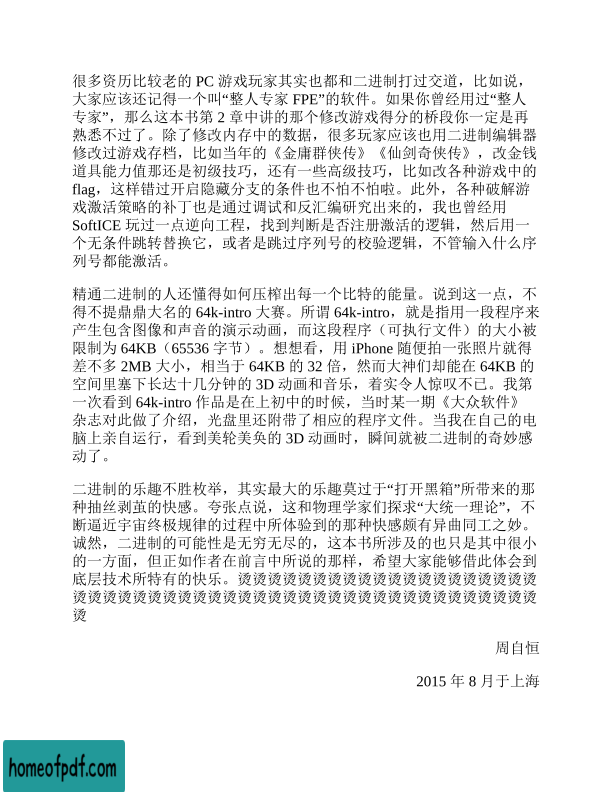 很多资历比较老的 PC 游戏玩家其实也都和二进制打过交道，比如说，
大家应该还记得一个叫“整人专家 FPE”的软件。如果你曾经用过“整人
专家”，那么这本书第 2 章中讲的那个修改游戏得分的桥段你一定是再
熟悉不过了。除了修改内存中的数据，很多玩家应该也用二进制编辑器
修改过游戏存档，比如当年的《金庸群侠传》《仙剑奇侠传》，改金钱
道具能力值那还是初级技巧，还有一些高级技巧，比如改各种游戏中的
flag，这样错过开启隐藏分支的条件也不怕不怕啦。此外，各种破解游
戏激活策略的补丁也是通过调试和反汇编研究出来的，我也曾经用
SoftICE 玩过一点逆向工程，找到判断是否注册激活的逻辑，然后用一
个无条件跳转替换它，或者是跳过序列号的校验逻辑，不管输入什么序
列号都能激活。
精通二进制的人还懂得如何压榨出每一个比特的能量。说到这一点，不
得不提鼎鼎大名的 64k-intro 大赛。所谓 64k-intro，就是指用一段程序来
产生包含图像和声音的演示动画，而这段程序（可执行文件）的大小被
限制为 64KB（65536 字节）。想想看，用 iPhone 随便拍一张照片就得
差不多 2MB 大小，相当于 64KB 的 32 倍，然而大神们却能在 64KB 的
空间里塞下长达十几分钟的 3D 动画和音乐，着实令人惊叹不已。我第
一次看到 64k-intro 作品是在上初中的时候，当时某一期《大众软件》
杂志对此做了介绍，光盘里还附带了相应的程序文件。当我在自己的电
脑上亲自运行，看到美轮美奂的 3D 动画时，瞬间就被二进制的奇妙感
动了。
二进制的乐趣不胜枚举，其实最大的乐趣莫过于“打开黑箱”所带来的那
种抽丝剥茧的快感。夸张点说，这和物理学家们探求“大统一理论”，不
断逼近宇宙终极规律的过程中所体验到的那种快感颇有异曲同工之妙。
诚然，二进制的可能性是无穷无尽的，这本书所涉及的也只是其中很小
的一方面，但正如作者在前言中所说的那样，希望大家能够借此体会到
底层技术所特有的快乐。烫烫烫烫烫烫烫烫烫烫烫烫烫烫烫烫烫烫烫烫
烫烫烫烫烫烫烫烫烫烫烫烫烫烫烫烫烫烫烫烫烫烫烫烫烫烫烫烫烫烫烫
烫
周自恒
2015 年 8 月于上海
homeofpdf.com